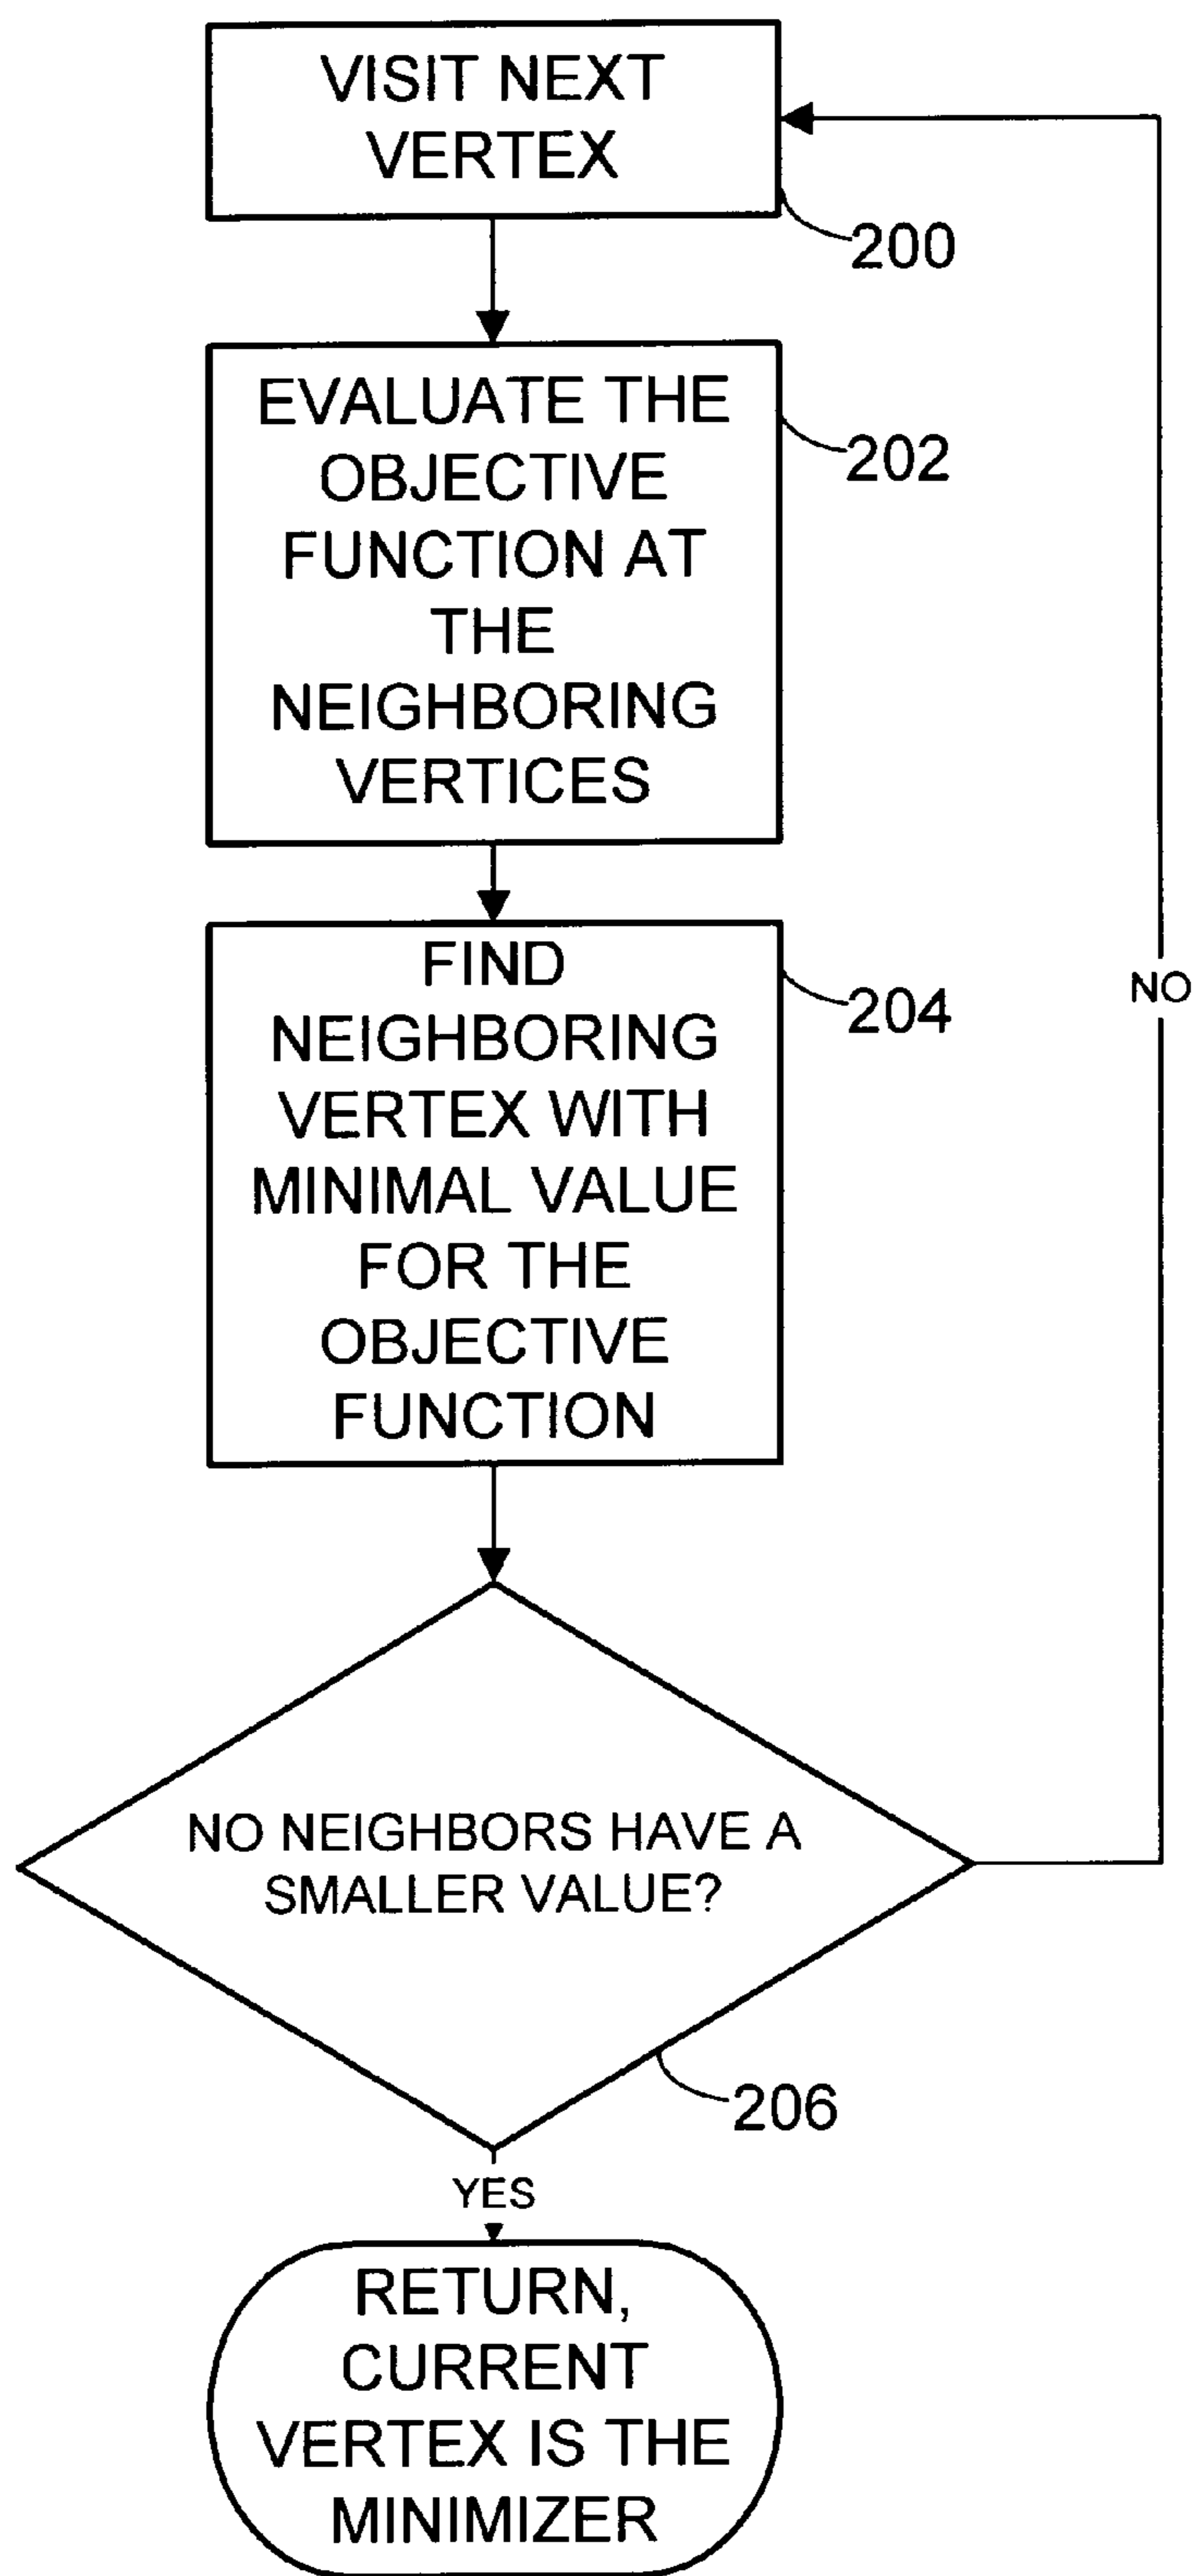 VISIT NEXT
VERTEX
200
EVALUATE THE
OBJECTIVE
FUNCTION AT
THE
NEIGHBORING
VERTICES
202
FIND
NEIGHBORING
VERTEX WITH
MINIMAL VALUE
FOR THE
OBJECTIVE
FUNCTION
204
NO
NO NEIGHBORS HAVE A
SMALLER VALUE?
206
YES
RETURN,
CURRENT
VERTEX IS THE
MINIMIZER